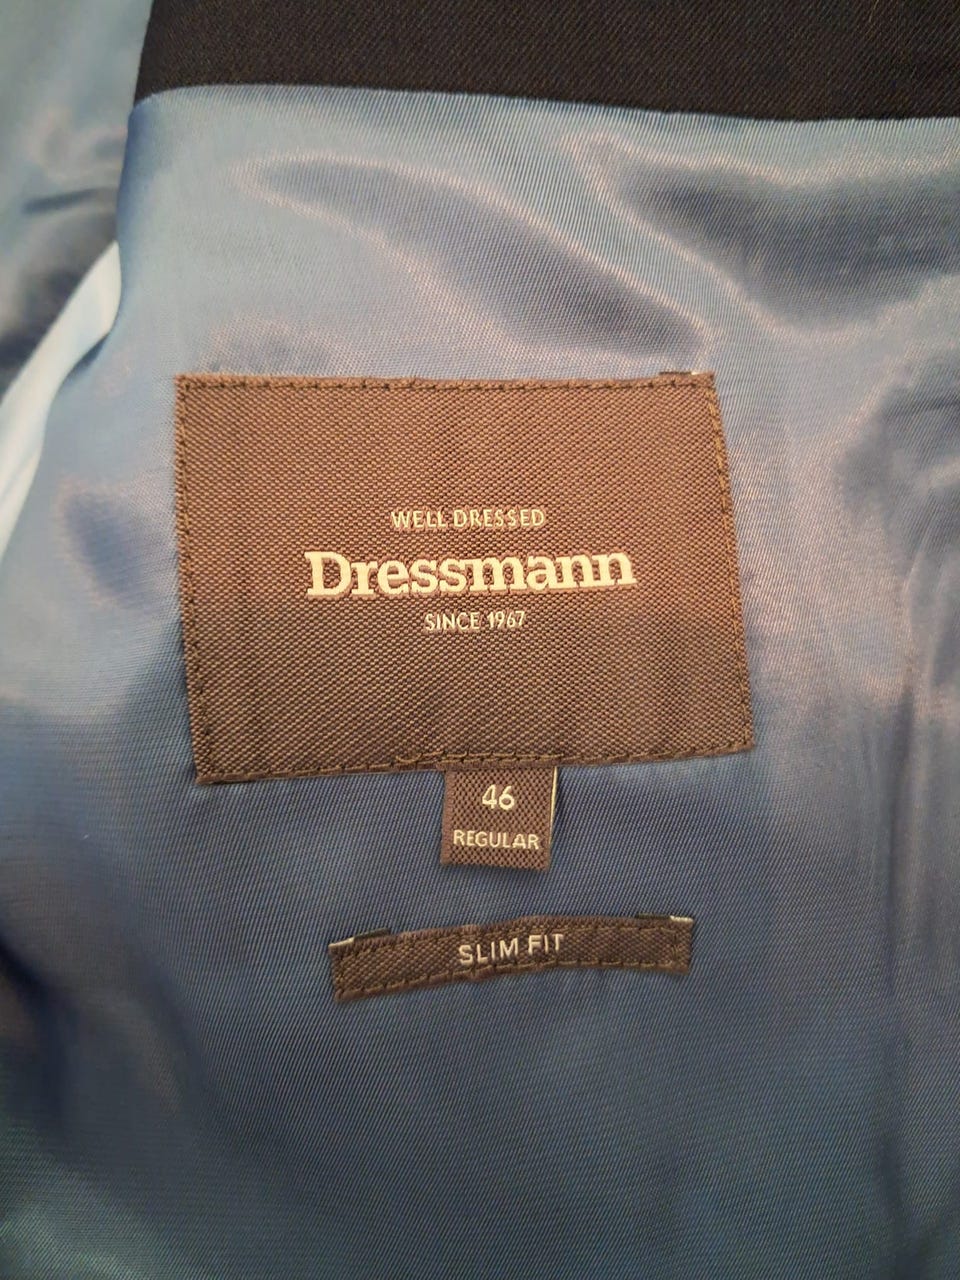 WELL DRESSED
Dressmann
SINCE 1967
46
REGULAR
SLIM FIT